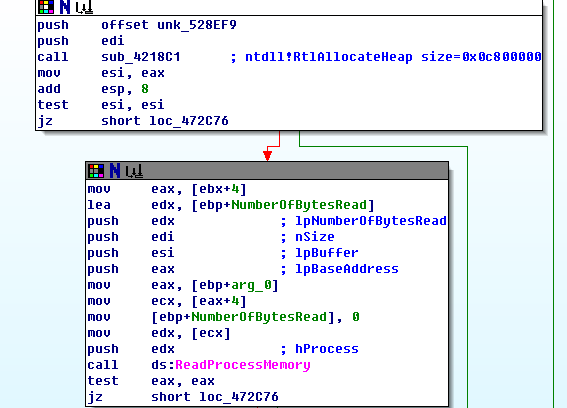 push offset unk_528EF9
push edi
call sub_4218C1 ; ntdll!RtlAllocateHeap size=0x0c800000
mov esi, eax
add esp, 8
test esi, esi
jz short loc_472C76
mov eax, [ebx+4]
lea edx, [ebp+NumberOfBytesRead]
push edx ; lpNumberOfBytesRead
push edi ; nSize
push esi ; lpBuffer
push eax ; lpBaseAddress
mov eax, [ebp+arg_0]
mov ecx, [eax+4]
mov [ebp+NumberOfBytesRead], 0
mov edx, [ecx]
push edx ; hProcess
call ds:ReadProcessMemory
test eax, eax
jz short loc_472C76